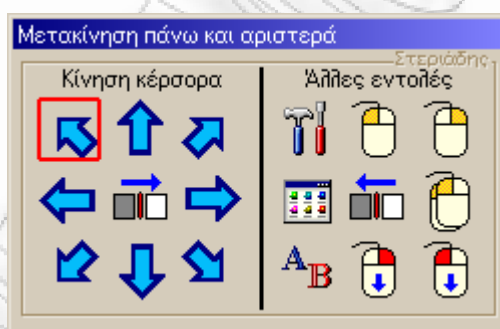 Μετακίνηση πάνω και αριστερά
Στεριάδης
Κίνηση κέρσορα
Άλλες εντολές
A
B